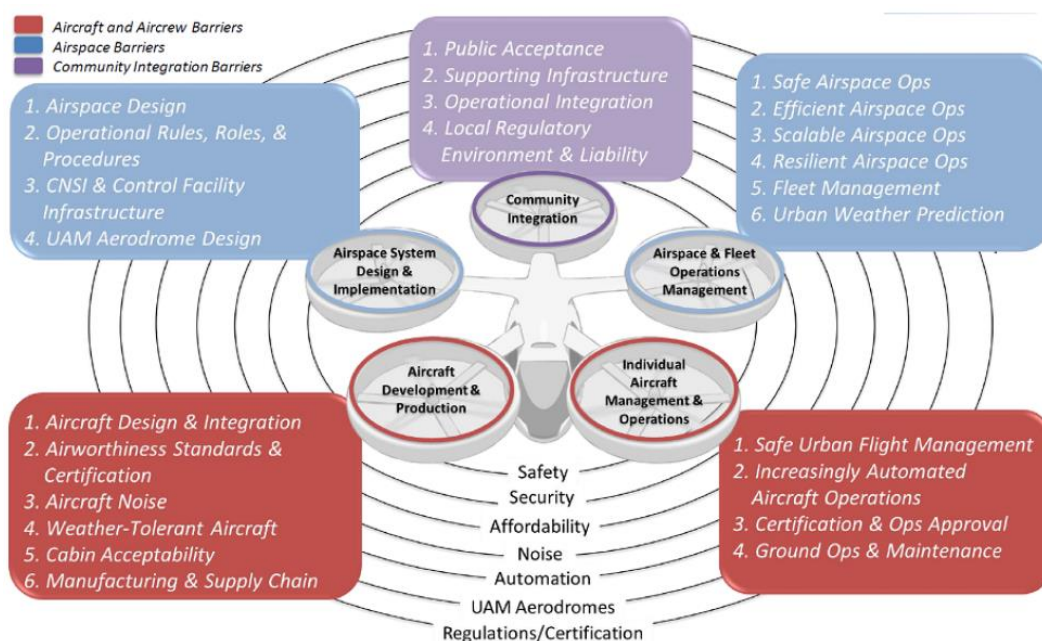 Aircraft and Aircrew Barriers
Airspace Barriers
Community Integration Barriers
1. Airspace Design
2. Operational Rules, Roles, &
Procedures
3. CNSI & Control Facility
Infrastructure
4. UAM Aerodrome Design
1. Public Acceptance
2. Supporting Infrastructure
3. Operational Integration
4. Local Regulatory
Environment & Liability
1. Safe Airspace Ops
2. Efficient Airspace Ops
3. Scalable Airspace Ops
4. Resilient Airspace Ops
5. Fleet Management
6. Urban Weather Prediction
Community
Integration
Airspace System
Design &
Implementation
Airspace & Fleet
Operations
Management
Aircraft
Development &
Production
Individual
Aircraft
Management &
Operations
1. Aircraft Design & Integration
2. Airworthiness Standards &
Certification
3. Aircraft Noise
4. Weather-Tolerant Aircraft
5. Cabin Acceptability
6. Manufacturing & Supply Chain
1. Safe Urban Flight Management
2. Increasingly Automated
Aircraft Operations
3. Certification & Ops Approval
4. Ground Ops & Maintenance
Safety
Security
Affordability
Noise
Automation
UAM Aerodromes
Regulations/Certification